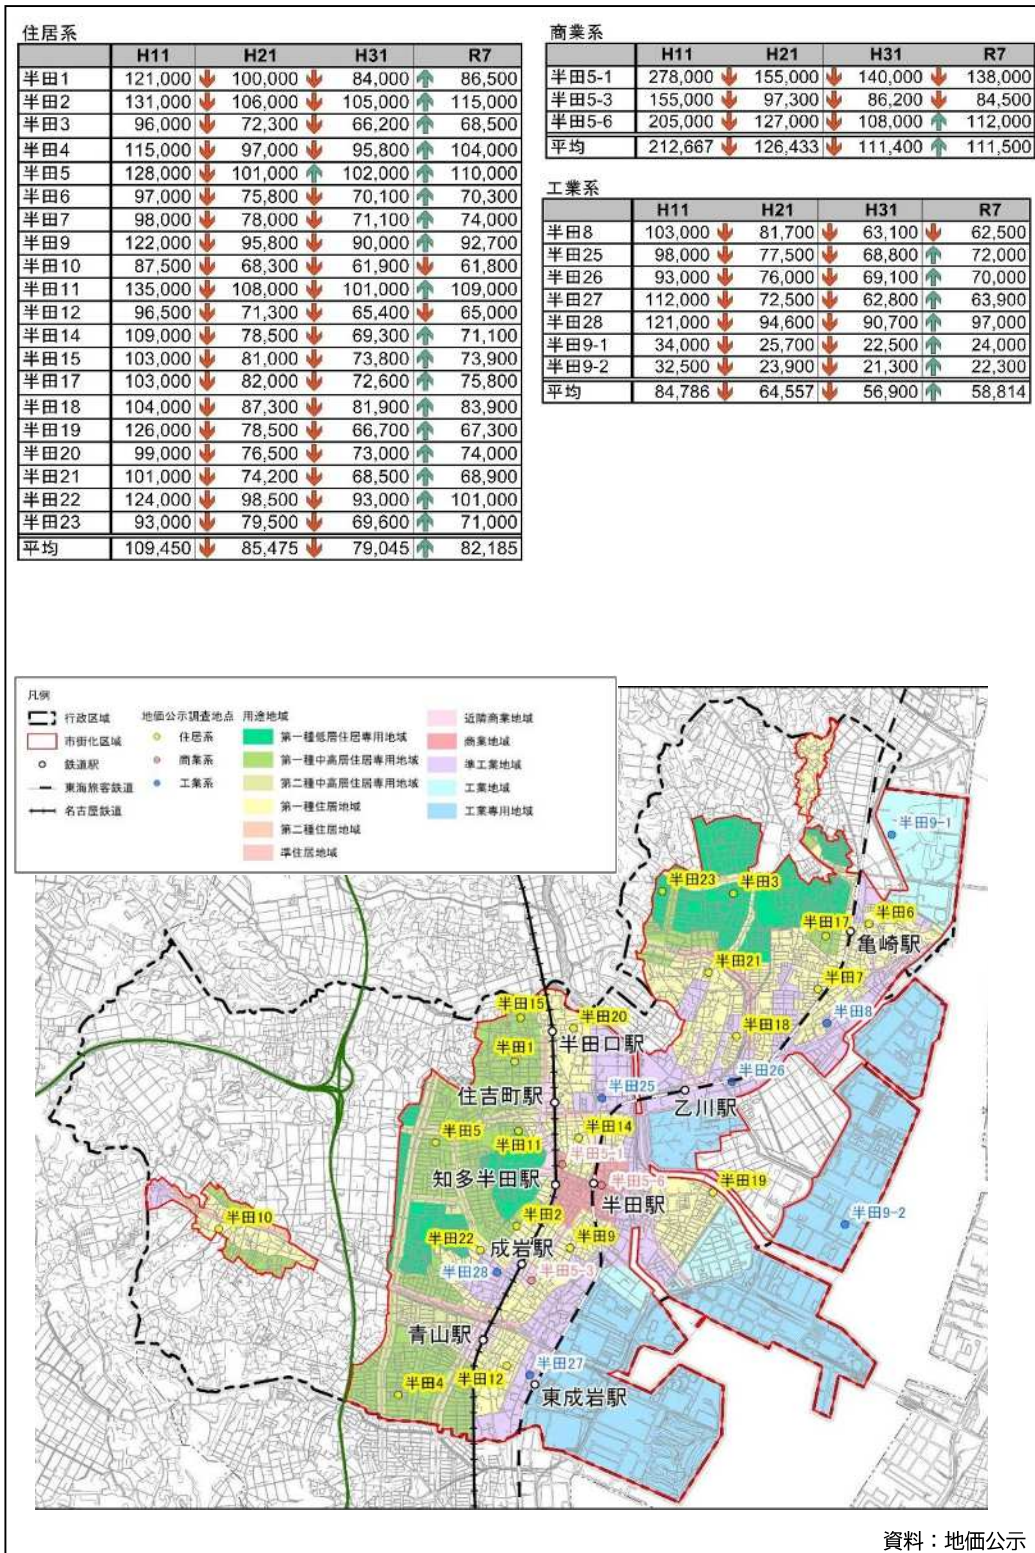 住居系
H11 H21 H31 R7
半田1 121,000 100,000 84,000 86,500
半田2 131,000 106,000 105,000 115,000
半田3 96,000 72,300 66,200 68,500
半田4 115,000 97,000 95,800 104,000
半田5 128,000 101,000 102,000 110,000
半田6 97,000 75,800 70,100 70,300
半田7 98,000 78,000 71,100 74,000
半田9 122,000 95,800 90,000 92,700
半田10 87,500 68,300 61,900 61,800
半田11 135,000 108,000 101,000 109,000
半田12 96,500 71,300 65,400 65,000
半田14 109,000 78,500 69,300 71,100
半田15 103,000 81,000 73,800 73,900
半田17 103,000 82,000 72,600 75,800
半田18 104,000 87,300 81,900 83,900
半田19 126,000 78,500 66,700 67,300
半田20 99,000 76,500 73,000 74,000
半田21 101,000 74,200 68,500 68,900
半田22 124,000 98,500 93,000 101,000
半田23 93,000 79,500 69,600 71,000
平均 109,450 85,475 79,045 82,185
商業系
H11 H21 H31 R7
半田5-1 278,000 155,000 140,000 138,000
半田5-3 155,000 97,300 86,200 84,500
半田5-6 205,000 127,000 108,000 112,000
平均 212,667 126,433 111,400 111,500
工業系
H11 H21 H31 R7
半田8 103,000 81,700 63,100 62,500
半田25 98,000 77,500 68,800 72,000
半田26 93,000 76,000 69,100 70,000
半田27 112,000 72,500 62,800 63,900
半田28 121,000 94,600 90,700 97,000
半田9-1 34,000 25,700 22,500 24,000
半田9-2 32,500 23,900 21,300 22,300
平均 84,786 64,557 56,900 58,814
凡例
行政区域
市街化区域
鉄道駅
東海旅客鉄道
名古屋鉄道
地価公示調査地点
住居系
商業系
工業系
用途地域
第一種低層住居専用地域
第一種中高層住居専用地域
第二種中高層住居専用地域
第一種住居地域
第二種住居地域
準住居地域
近隣商業地域
商業地域
準工業地域
工業地域
工業専用地域
半田9-1
半田23
半田3
半田6
半田17
亀崎駅
半田21
半田7
半田15
半田20
半田18
半田8
半田口駅
半田1
半田25
半田26
住吉町駅
乙川駅
半田14
半田5
半田11
半田5-1
知多半田駅
半田5-6
半田19
半田駅
半田10
半田2
半田9-2
半田22
成岩駅
半田9
半田28
半田5-3
青山駅
半田27
半田4
半田12
東成岩駅
資料：地価公示